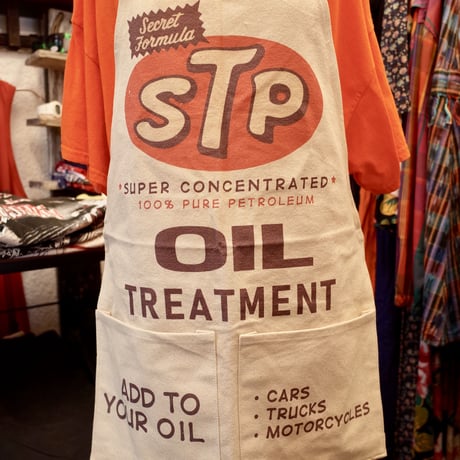 Secret
Formula
STP
*SUPER CONCENTRATED*
100% PURE PETROLEUM
OIL
TREATMENT
ADD TO
YOUR OIL
• CARS
• TRUCKS
• MOTORCYCLES